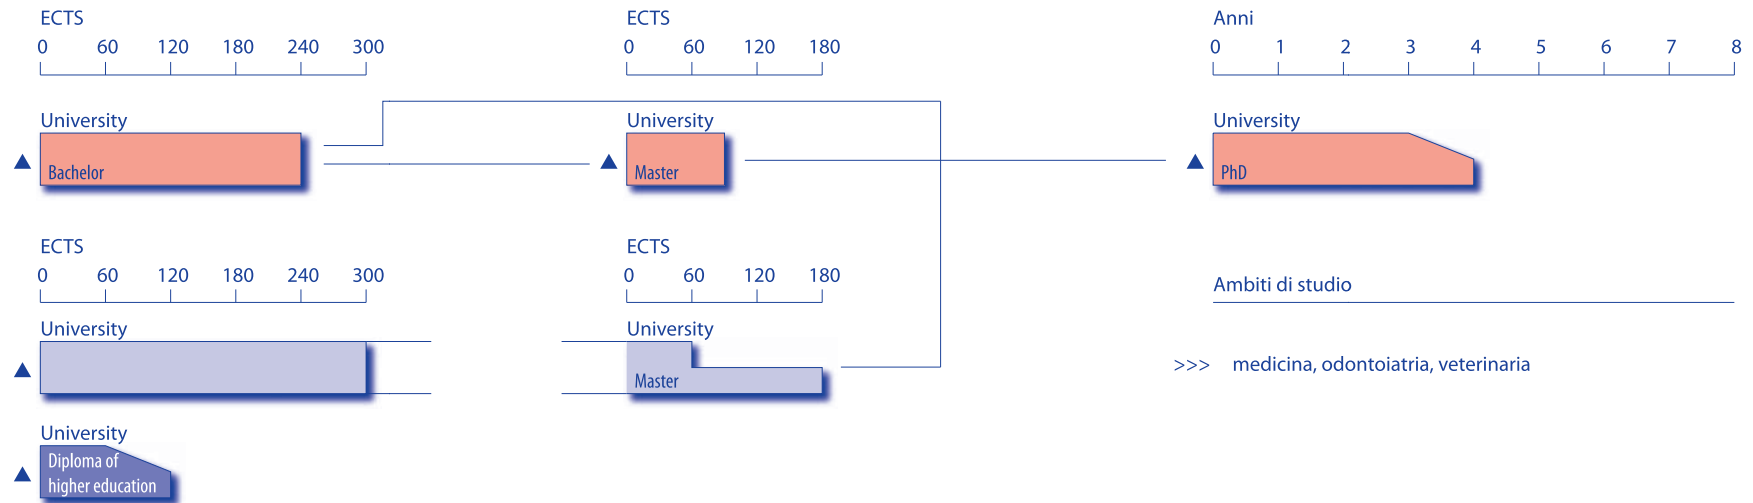 ECTS
0 60 120 180 240 300
ECTS
0 60 120 180
Anni
0 1 2 3 4 5 6 7 8
University
Bachelor
University
Master
University
PhD
ECTS
0 60 120 180 240 300
ECTS
0 60 120 180
Ambiti di studio
University
University
Master
>>> medicina, odontoiatria, veterinaria
University
Diploma of
higher education